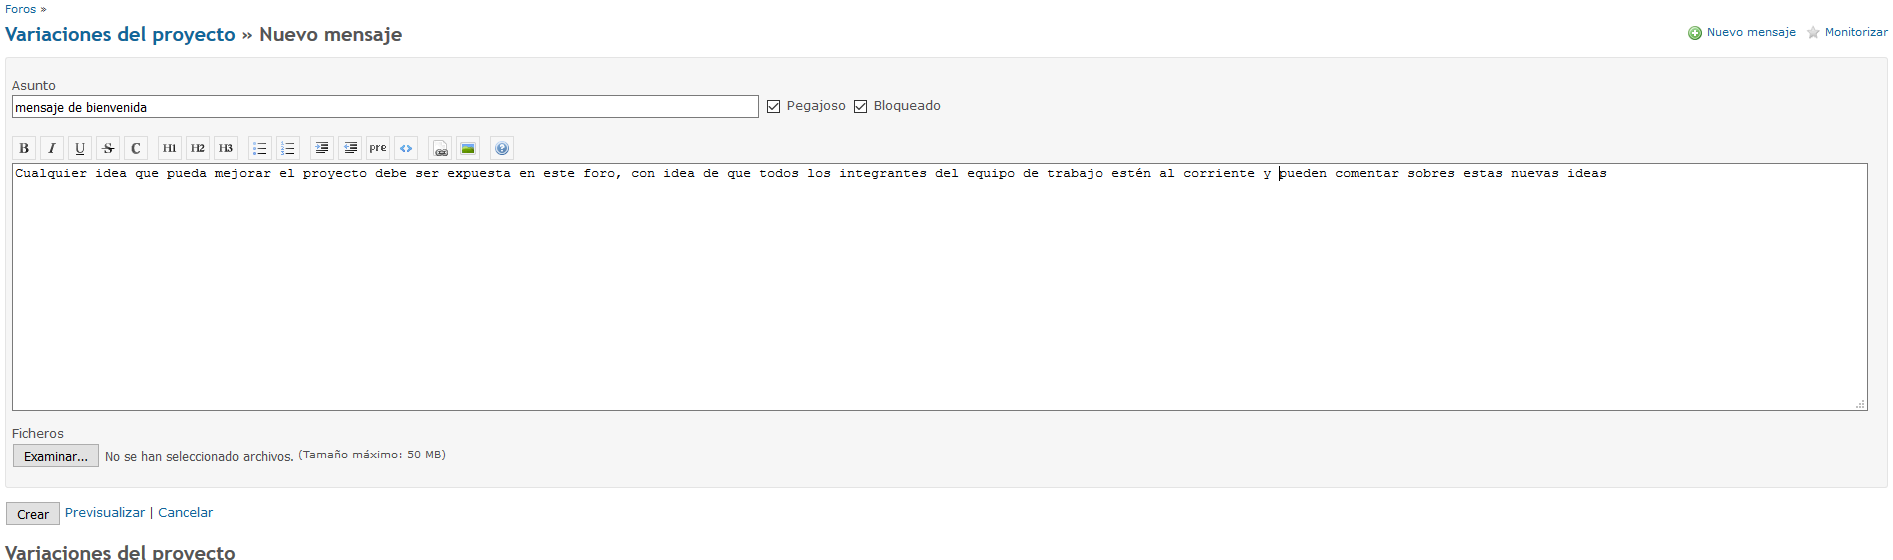 Foros »
Variaciones del proyecto » Nuevo mensaje
Nuevo mensaje Monitorizar
Asunto
mensaje de bienvenida Pegajoso Bloqueado
B I U S C H1 H2 H3 pre <>
Cualquier idea que pueda mejorar el proyecto debe ser expuesta en este foro, con idea de que todos los integrantes del equipo de trabajo estén al corriente y pueden comentar sobres estas nuevas ideas
Ficheros
Examinar... No se han seleccionado archivos. (Tamaño máximo: 50 MB)
Crear Previsualizar | Cancelar
Variaciones del proyecto